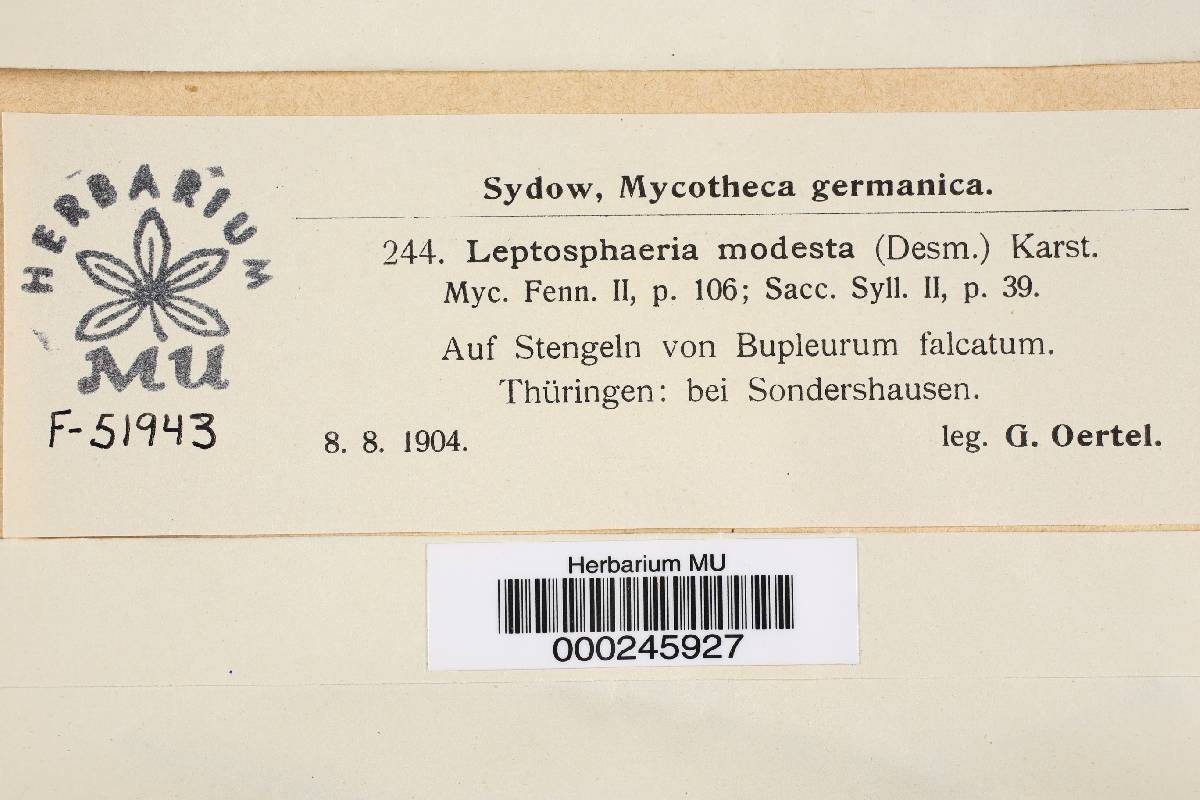 HERBARIUM
MU
F-51943
Sydow, Mycotheca germanica.
244. Leptosphaeria modesta (Desm.) Karst.
Myc. Fenn. II, p. 106; Sacc. Syll. II, p. 39.
Auf Stengeln von Bupleurum falcatum.
Thüringen: bei Sondershausen.
8. 8. 1904. leg. G. Oertel.
Herbarium MU
000245927